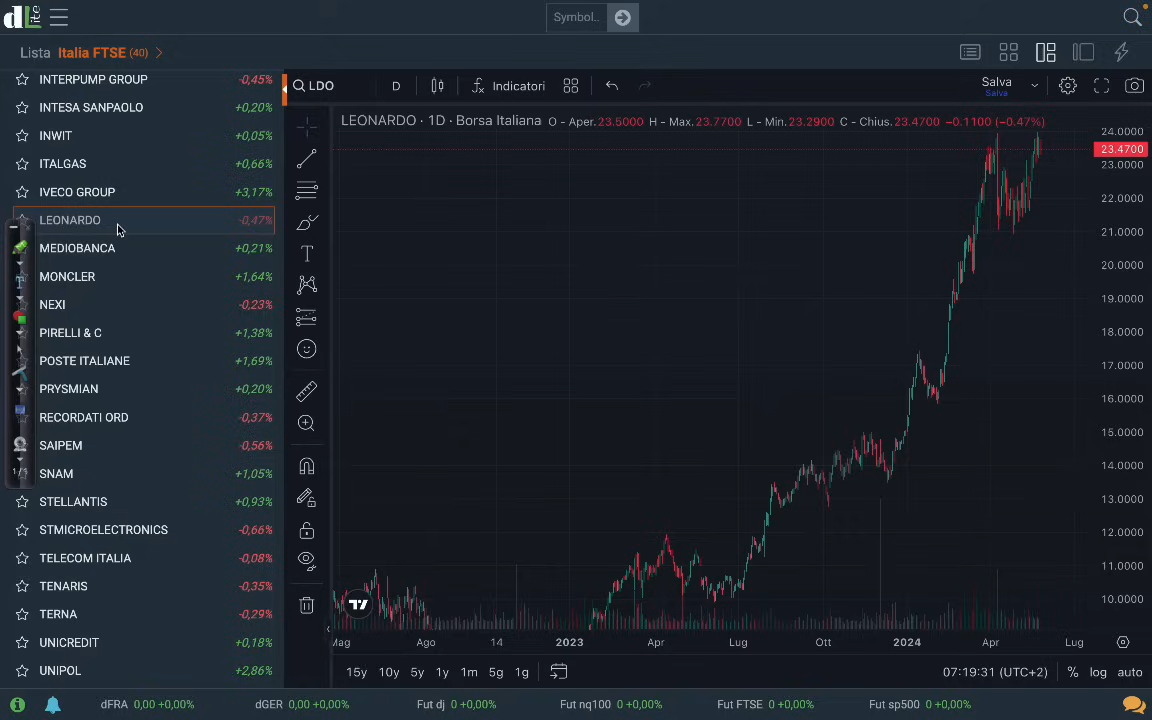 dLite
Symbol..
Lista Italia FTSE (40)
INTERPUMP GROUP -0,45%
INTESA SANPAOLO +0,20%
INWIT +0,05%
ITALGAS +0,66%
IVECO GROUP +3,17%
LEONARDO -0,47%
MEDIOBANCA +0,21%
MONCLER +1,64%
NEXI -0,23%
PIRELLI & C +1,38%
POSTE ITALIANE +1,69%
PRYSMIAN +0,20%
RECORDATI ORD -0,37%
SAIPEM -0,56%
SNAM +1,05%
STELLANTIS +0,93%
STMICROELECTRONICS -0,66%
TELECOM ITALIA -0,08%
TENARIS -0,35%
TERNA -0,29%
UNICREDIT +0,18%
UNIPOL +2,86%
1/5
LDO D Indicatori Salva
Salva
LEONARDO · 1D · Borsa Italiana O - Aper.23.5000 H - Max.23.7700 L - Min.23.2900 C - Chius.23.4700 −0.1100 (−0.47%)
24.0000
23.4700
23.0000
22.0000
21.0000
20.0000
19.0000
18.0000
17.0000
16.0000
15.0000
14.0000
13.0000
12.0000
11.0000
10.0000
Mag Ago 14 2023 Apr Lug Ott 2024 Apr Lug
15y 10y 5y 1y 1m 5g 1g 07:19:31 (UTC+2) % log auto
dFRA 0,00 +0,00% dGER 0,00 +0,00% Fut dj 0 +0,00% Fut nq100 0 +0,00% Fut FTSE 0 +0,00% Fut sp500 0 +0,00%